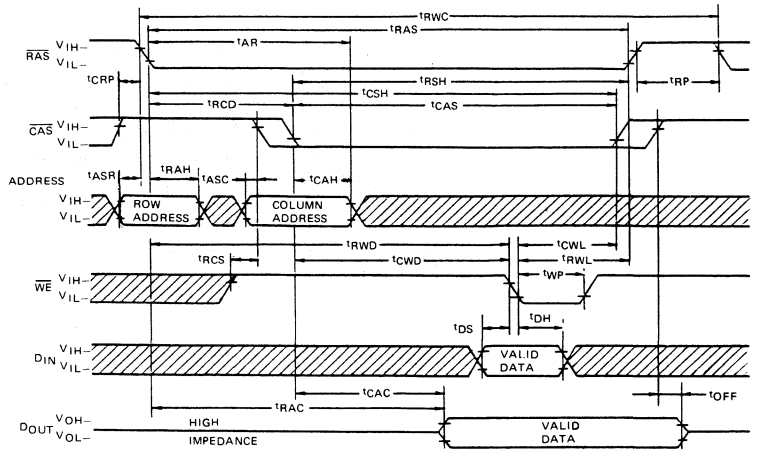 tRWC
tRAS
tAR
RAS VIH–
VIL–
tCRP
tRSH
tRP
tCSH
tRCD
tCAS
CAS VIH–
VIL–
tASR
tRAH
tASC
tCAH
ADDRESS
VIH–
VIL–
ROW
ADDRESS
COLUMN
ADDRESS
tRWD
tCWL
tRCS
tCWD
tRWL
tWP
WE VIH–
VIL–
tDS
tDH
DIN VIH–
VIL–
VALID
DATA
tCAC
tOFF
tRAC
DOUT VOH–
VOL–
HIGH
IMPEDANCE
VALID
DATA